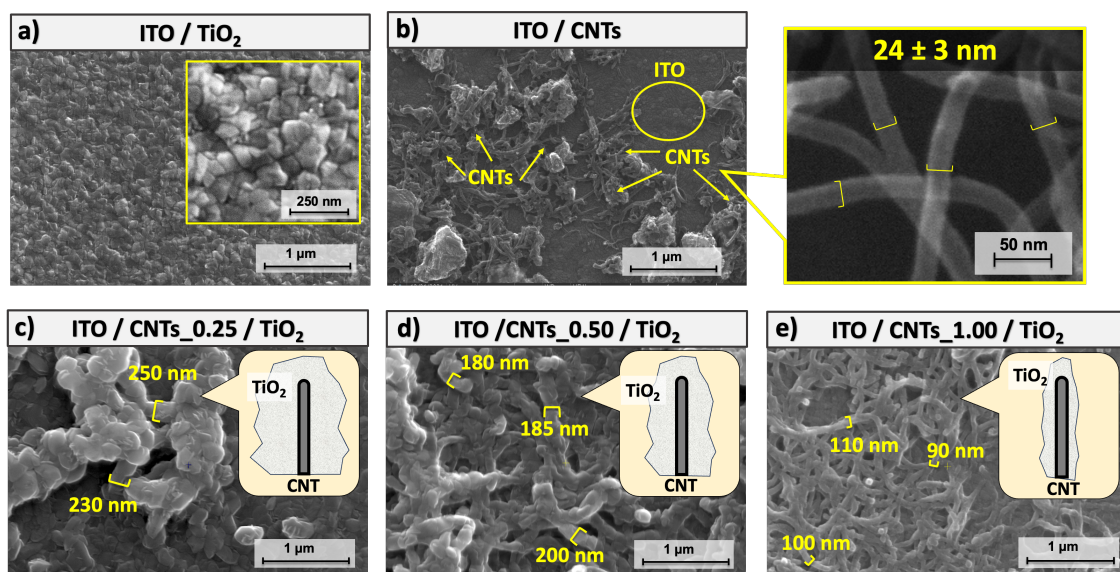 a)
ITO / TiO₂
250 nm
1 µm
b)
ITO / CNTs
ITO
CNTs
CNTs
1 µm
24 ± 3 nm
50 nm
c)
ITO / CNTs_0.25 / TiO₂
250 nm
230 nm
TiO₂
CNT
1 µm
d)
ITO /CNTs_0.50 / TiO₂
180 nm
185 nm
200 nm
TiO₂
CNT
1 µm
e)
ITO / CNTs_1.00 / TiO₂
110 nm
90 nm
100 nm
TiO₂
CNT
1 µm